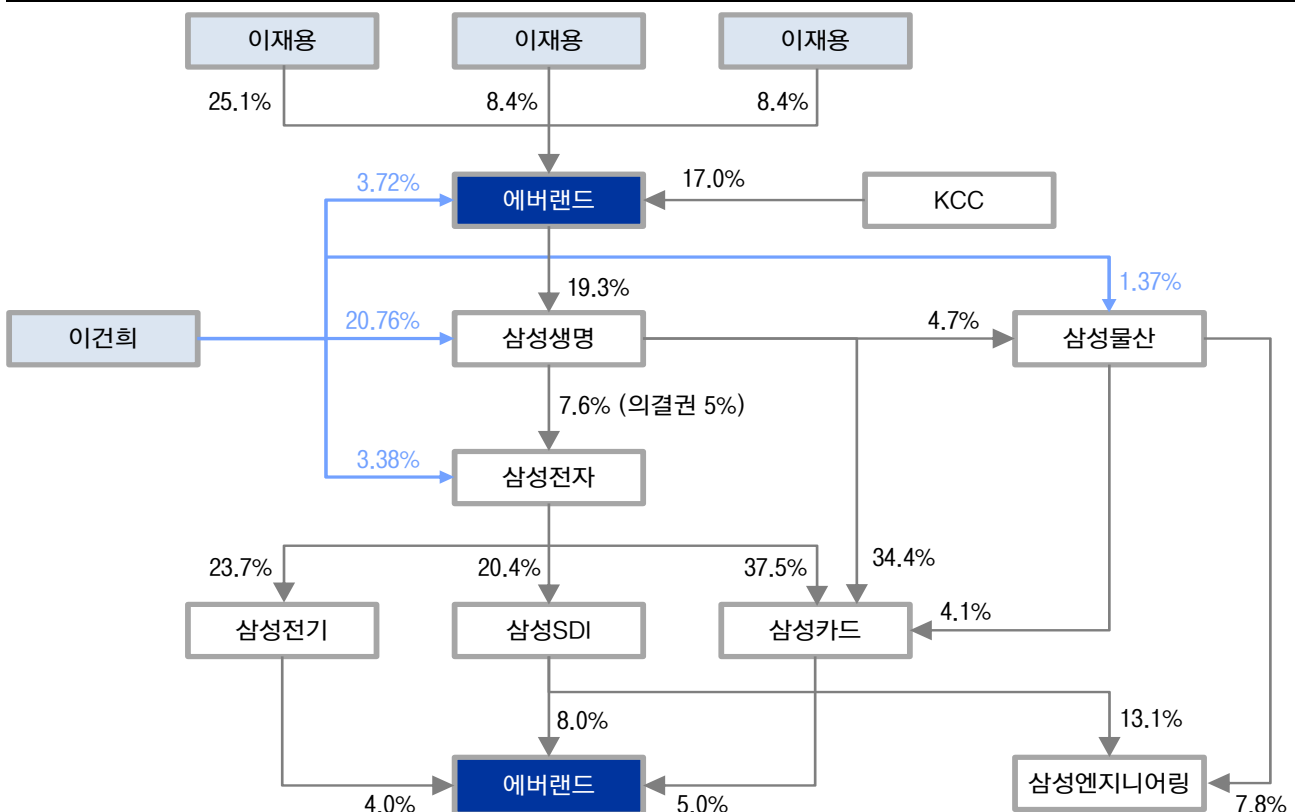 이재용
이재용
이재용
25.1%
8.4%
8.4%
3.72%
에버랜드
17.0%
KCC
19.3%
1.37%
이건희
20.76%
삼성생명
4.7%
삼성물산
7.6% (의결권 5%)
3.38%
삼성전자
23.7%
20.4%
37.5%
34.4%
삼성전기
삼성SDI
삼성카드
4.1%
8.0%
13.1%
에버랜드
삼성엔지니어링
4.0%
5.0%
7.8%